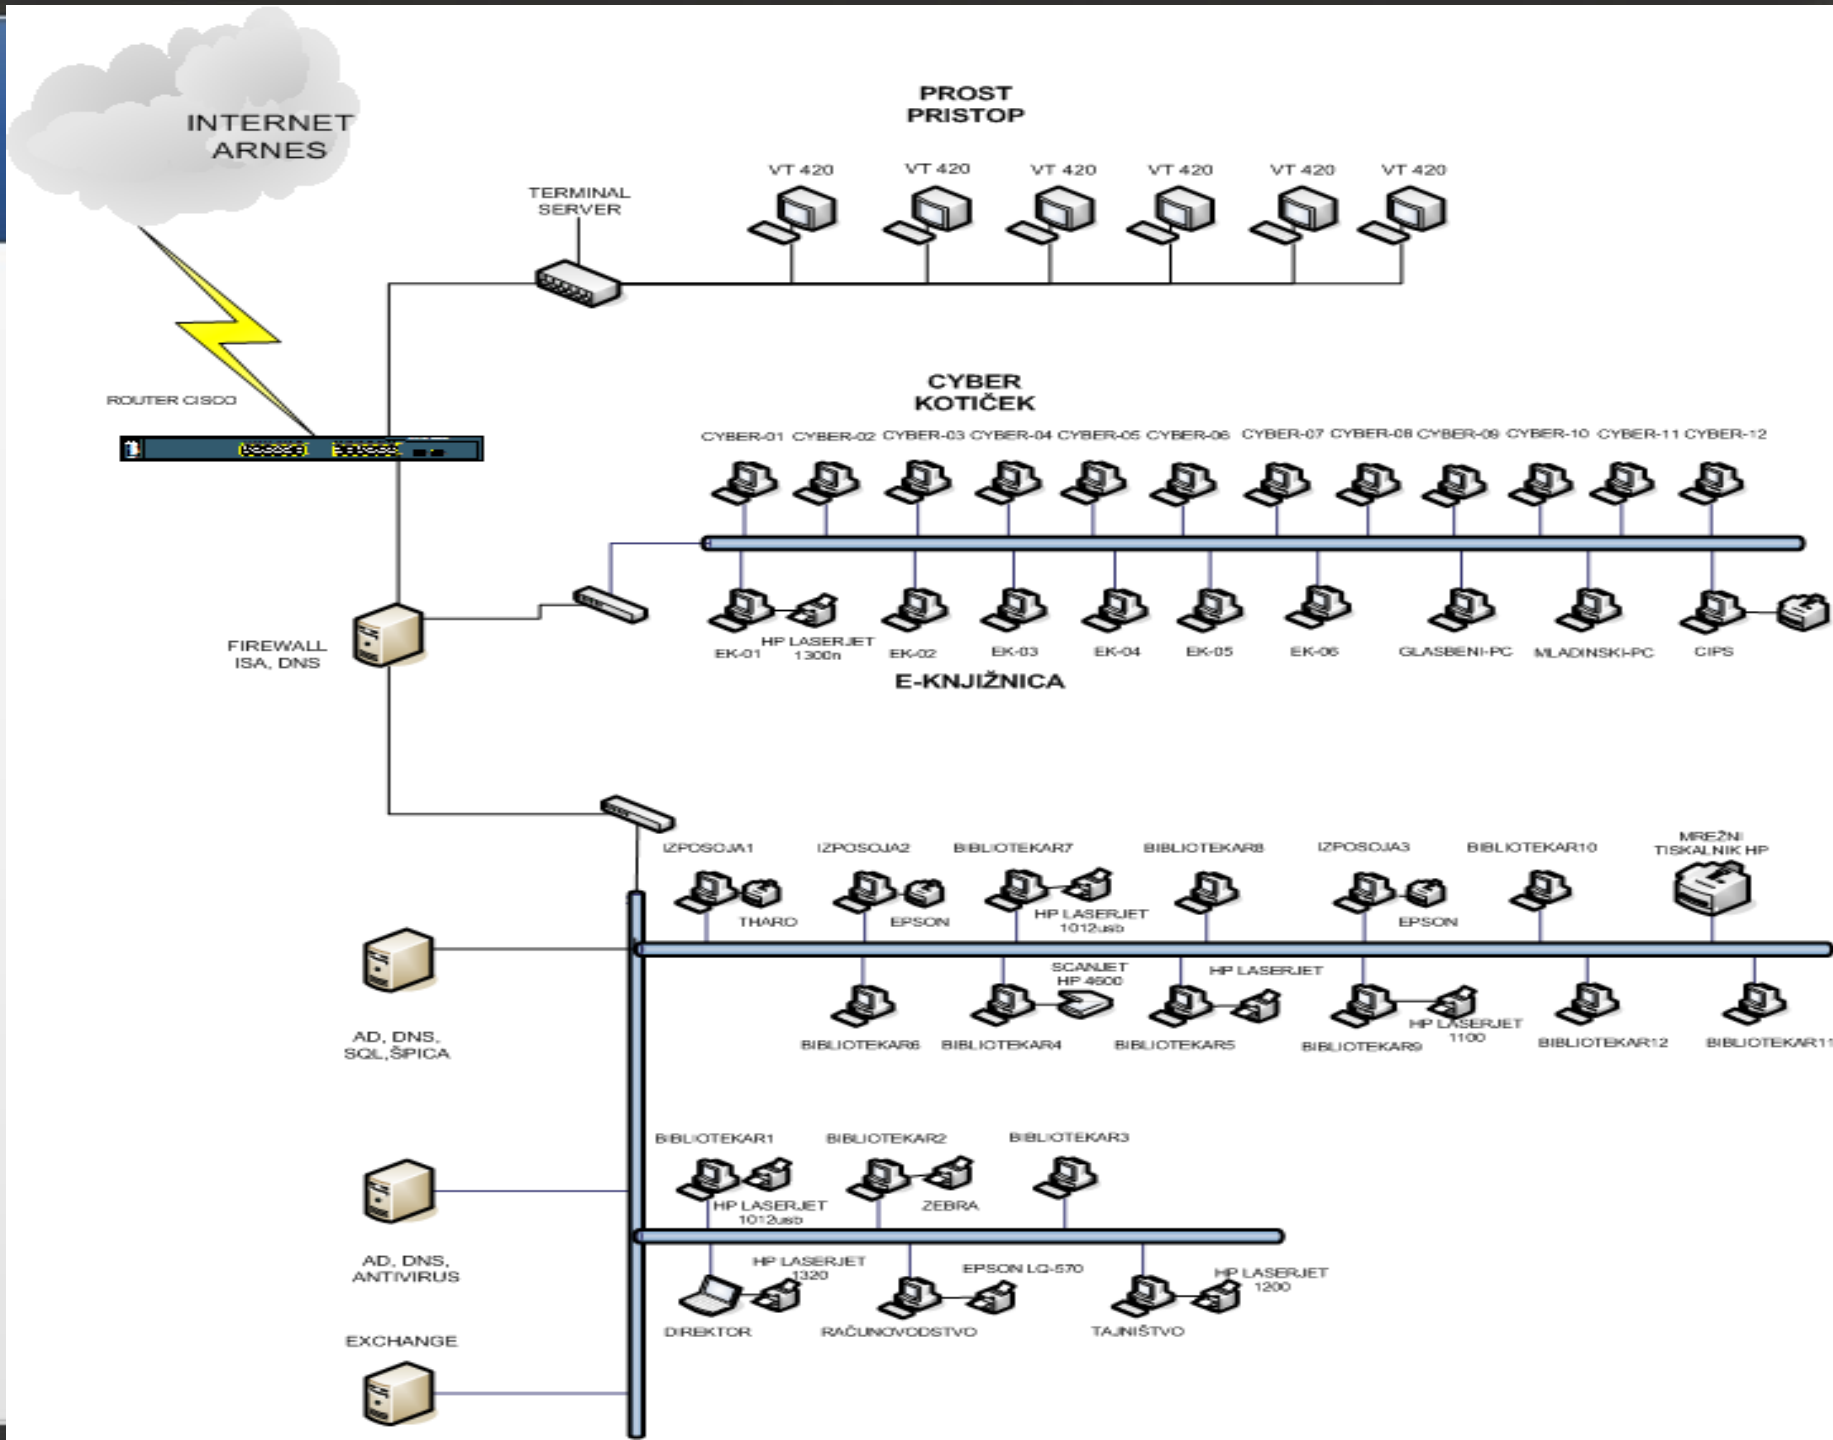 INTERNET
ARNES
PROST
PRISTOP
VT 420 VT 420 VT 420 VT 420 VT 420 VT 420
TERMINAL
SERVER
ROUTER CISCO
CYBER
KOTIČEK
CYBER-01 CYBER-02 CYBER-03 CYBER-04 CYBER-05 CYBER-06 CYBER-07 CYBER-08 CYBER-09 CYBER-10 CYBER-11 CYBER-12
FIREWALL
ISA, DNS
HP LASERJET
1300n
EK-01 EK-02 EK-03 EK-04 EK-05 EK-06 GLASBENI-PC MLADINSKI-PC CIPS
E-KNJIŽNICA
IZPOSOJA1 IZPOSOJA2 BIBLIOTEKAR7 BIBLIOTEKAR8 IZPOSOJA3 BIBLIOTEKAR10
MREŽNI
TISKALNIK HP
THARO EPSON
HP LASERJET
1012usb
EPSON
SCANJET
HP 4600
HP LASERJET
HP LASERJET
1100
AD, DNS,
SQL,ŠPICA
BIBLIOTEKAR6 BIBLIOTEKAR4 BIBLIOTEKAR5 BIBLIOTEKAR9 BIBLIOTEKAR12 BIBLIOTEKAR11
BIBLIOTEKAR1 BIBLIOTEKAR2 BIBLIOTEKAR3
HP LASERJET
1012usb
ZEBRA
AD, DNS,
ANTIVIRUS
HP LASERJET
1320
EPSON LQ-570
HP LASERJET
1200
DIREKTOR RAČUNOVODSTVO TAJNIŠTVO
EXCHANGE